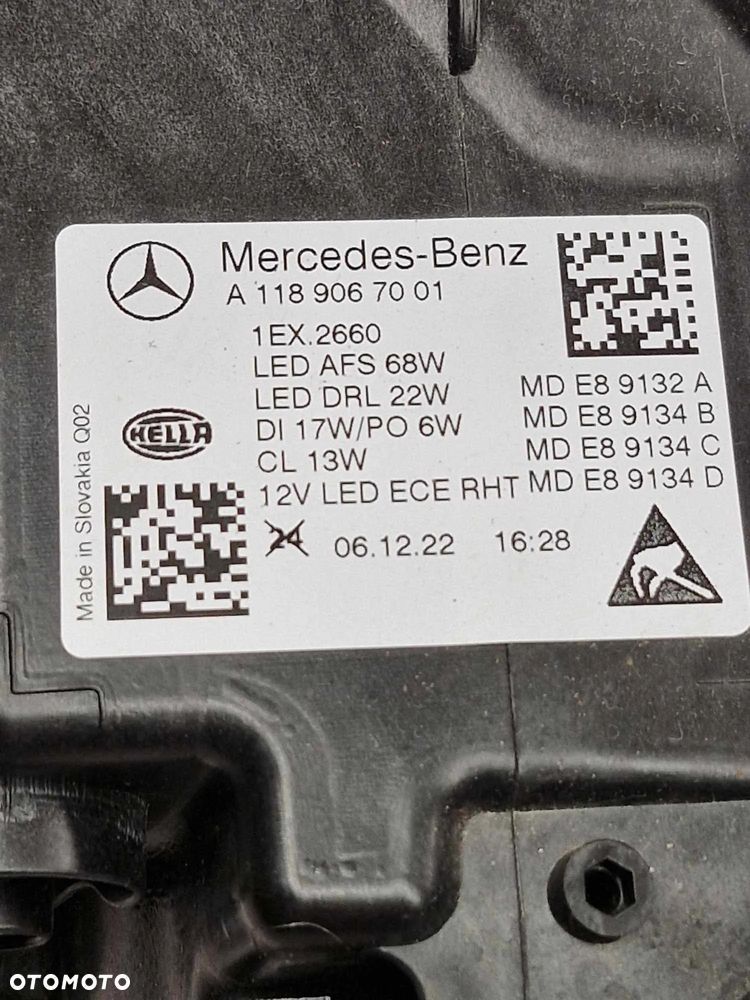 Mercedes-Benz
A 118 906 70 01
1EX.2660
LED AFS 68W
LED DRL 22W
DI 17W/PO 6W
CL 13W
12V LED ECE RHT
MD E8 9132 A
MD E8 9134 B
MD E8 9134 C
MD E8 9134 D
HELLA
Made in Slovakia Q02
24 06.12.22 16:28
OTOMOTO